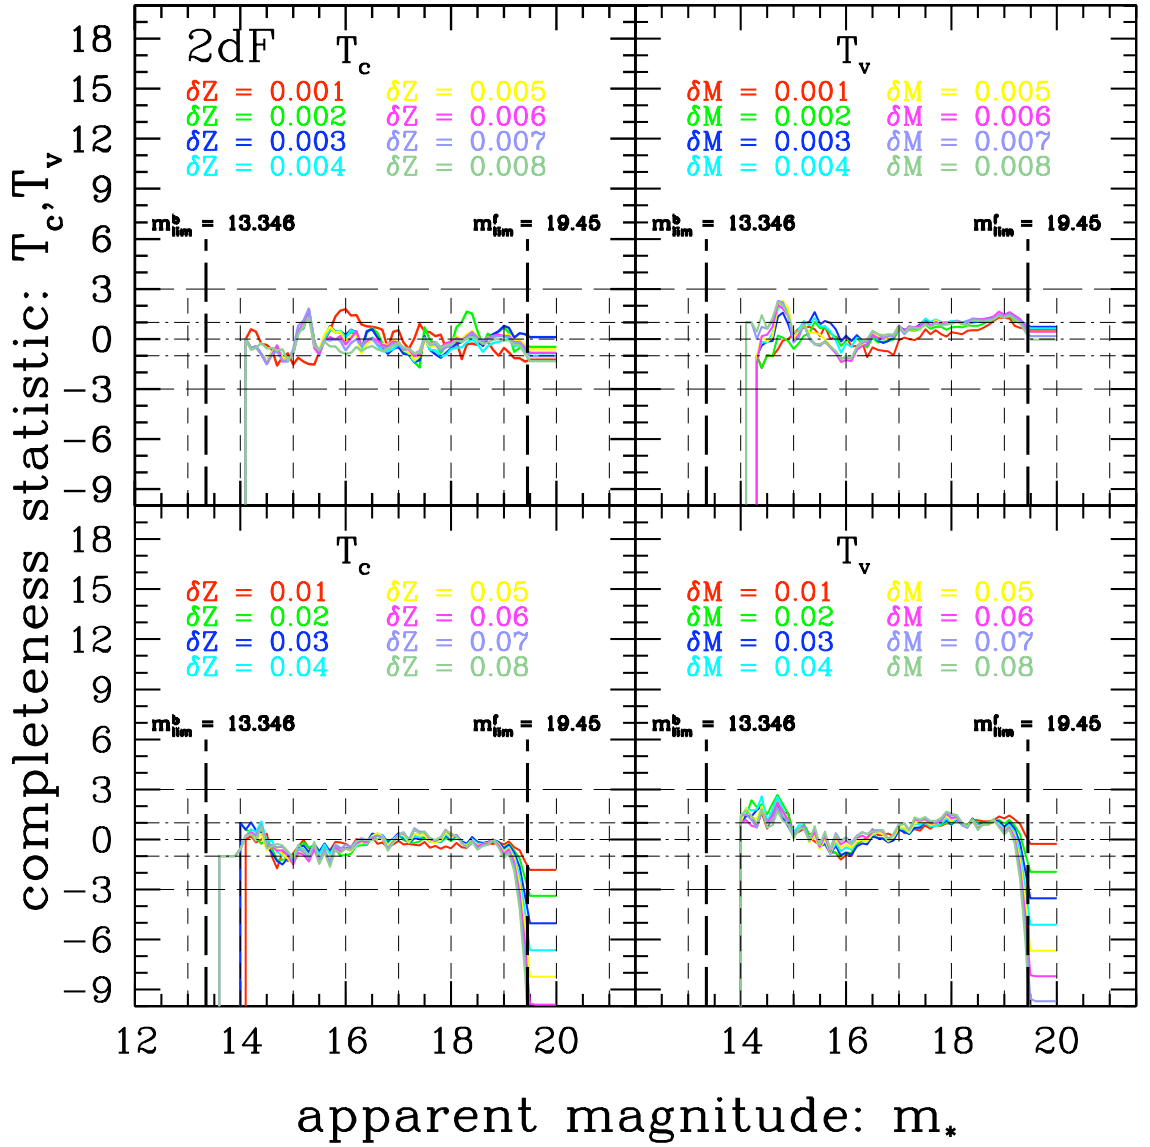 completeness statistic: Tc,Tv
2dF Tc
δZ = 0.001 δZ = 0.005
δZ = 0.002 δZ = 0.006
δZ = 0.003 δZ = 0.007
δZ = 0.004 δZ = 0.008
m^b_lim = 13.346 m^f_lim = 19.45
18
15
12
9
6
3
0
−3
−6
−9
Tv
δM = 0.001 δM = 0.005
δM = 0.002 δM = 0.006
δM = 0.003 δM = 0.007
δM = 0.004 δM = 0.008
m^b_lim = 13.346 m^f_lim = 19.45
Tc
δZ = 0.01 δZ = 0.05
δZ = 0.02 δZ = 0.06
δZ = 0.03 δZ = 0.07
δZ = 0.04 δZ = 0.08
m^b_lim = 13.346 m^f_lim = 19.45
18
15
12
9
6
3
0
−3
−6
−9
Tv
δM = 0.01 δM = 0.05
δM = 0.02 δM = 0.06
δM = 0.03 δM = 0.07
δM = 0.04 δM = 0.08
m^b_lim = 13.346 m^f_lim = 19.45
12 14 16 18 20 14 16 18 20
apparent magnitude: m*